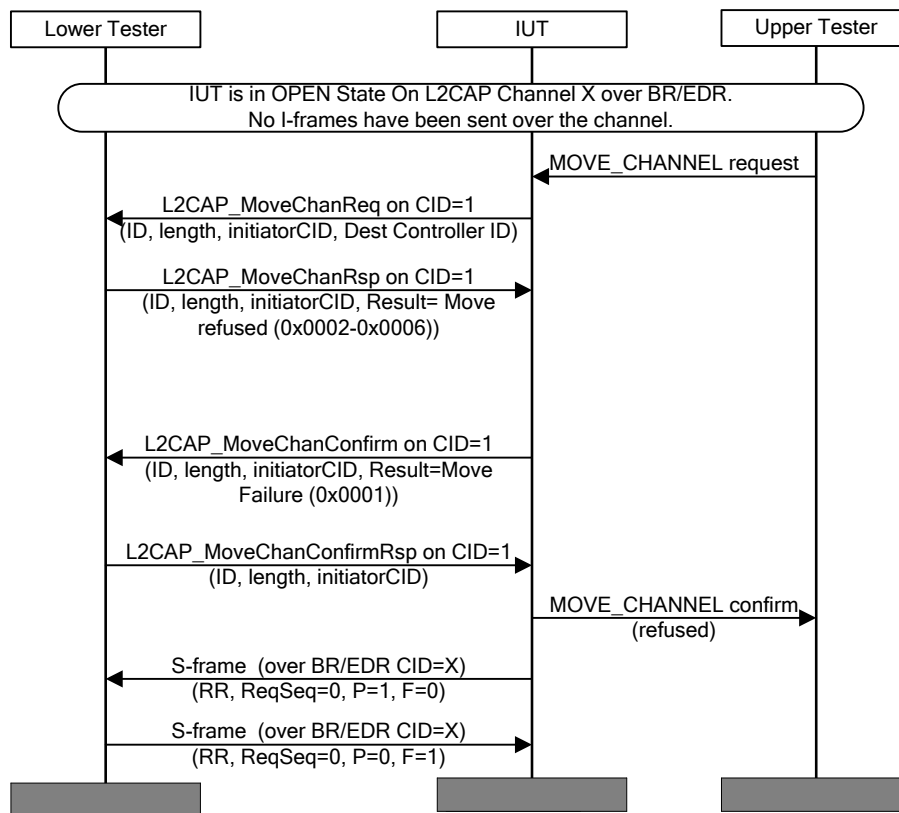 Lower Tester
IUT
Upper Tester
IUT is in OPEN State On L2CAP Channel X over BR/EDR.
No I-frames have been sent over the channel.
MOVE_CHANNEL request
L2CAP_MoveChanReq on CID=1
(ID, length, initiatorCID, Dest Controller ID)
L2CAP_MoveChanRsp on CID=1
(ID, length, initiatorCID, Result= Move
refused (0x0002-0x0006))
L2CAP_MoveChanConfirm on CID=1
(ID, length, initiatorCID, Result=Move
Failure (0x0001))
L2CAP_MoveChanConfirmRsp on CID=1
(ID, length, initiatorCID)
MOVE_CHANNEL confirm
(refused)
S-frame  (over BR/EDR CID=X)
(RR, ReqSeq=0, P=1, F=0)
S-frame  (over BR/EDR CID=X)
(RR, ReqSeq=0, P=0, F=1)